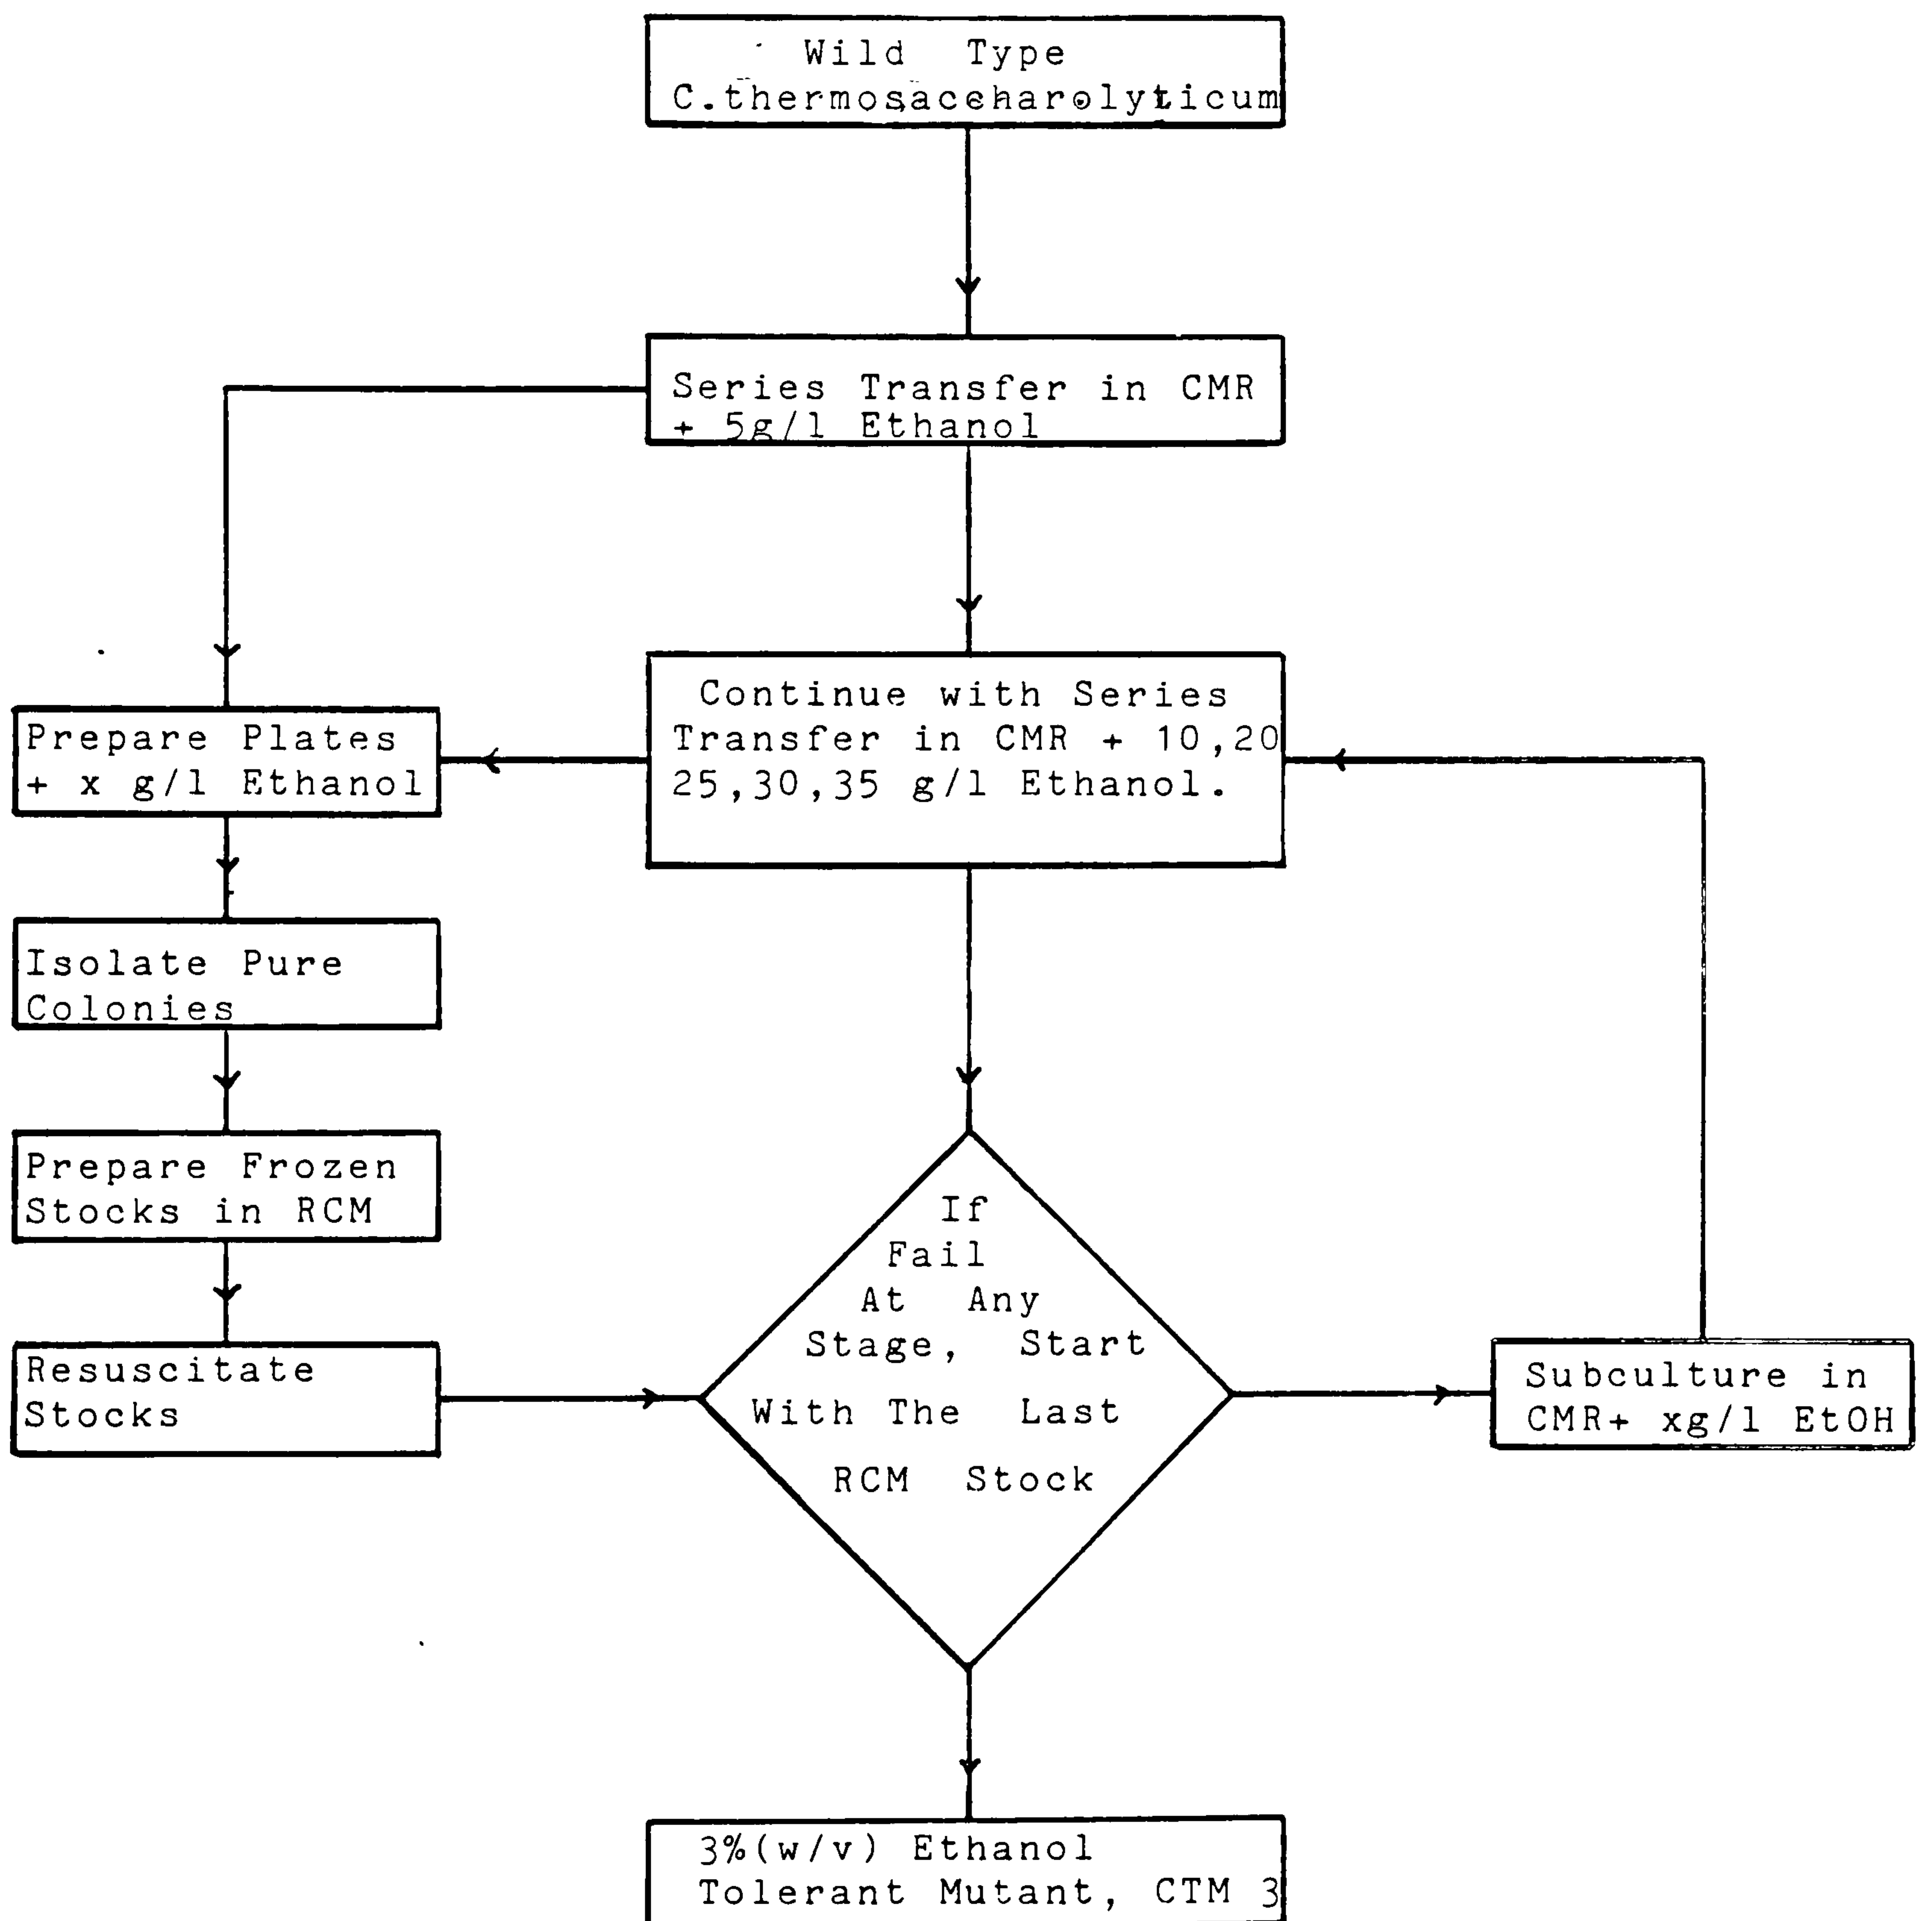 Wild Type
C.thermosaccharolyticum
Series Transfer in CMR
+ 5g/l Ethanol
Continue with Series
Transfer in CMR + 10,20
25,30,35 g/l Ethanol.
Prepare Plates
+ x g/l Ethanol
Isolate Pure
Colonies
Prepare Frozen
Stocks in RCM
Resuscitate
Stocks
If
Fail
At Any
Stage, Start
With The Last
RCM Stock
Subculture in
CMR+ xg/l EtOH
3%(w/v) Ethanol
Tolerant Mutant, CTM 3